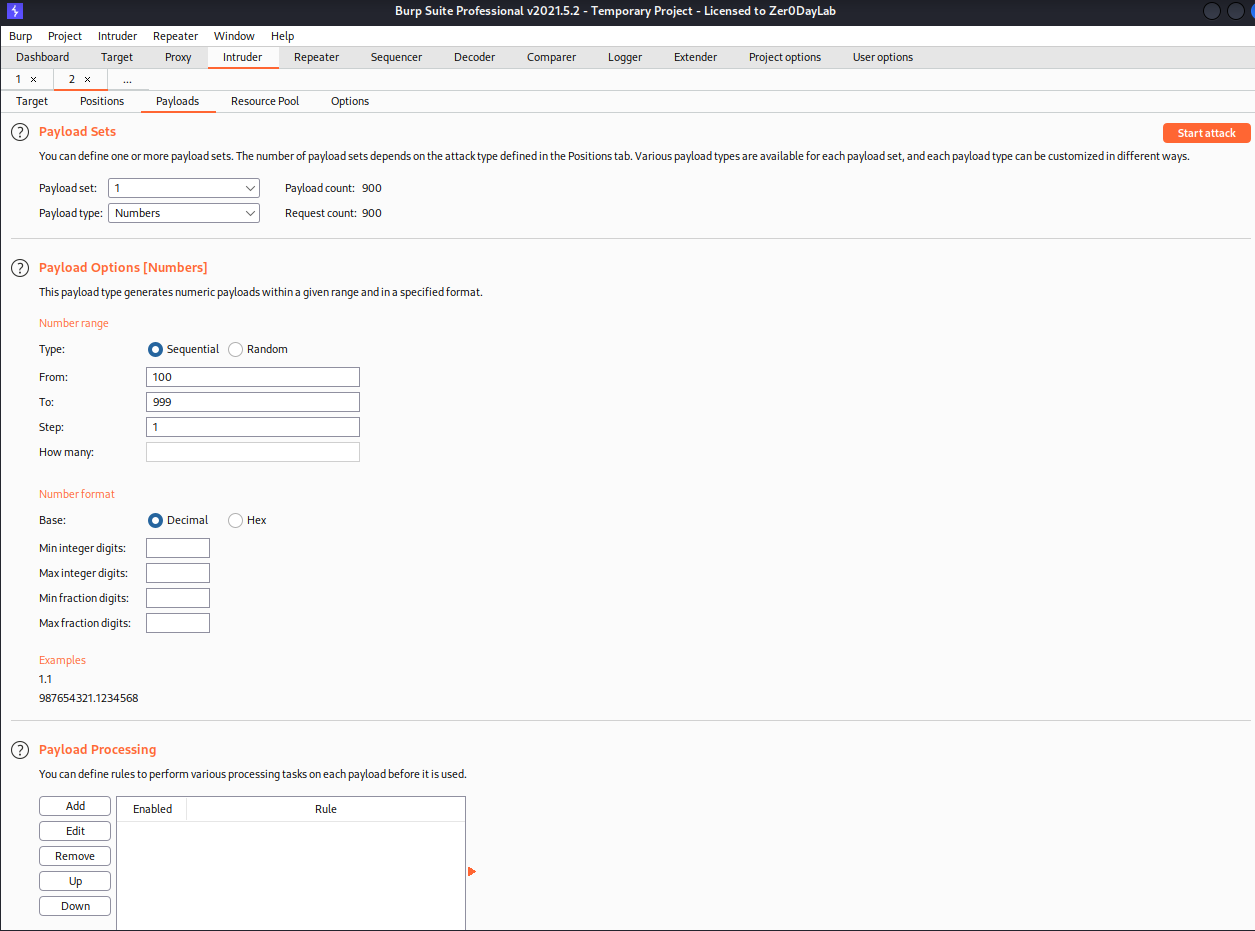 Burp Suite Professional v2021.5.2 - Temporary Project - Licensed to Zer0DayLab
Burp Project Intruder Repeater Window Help
Dashboard Target Proxy Intruder Repeater Sequencer Decoder Comparer Logger Extender Project options User options
1 × 2 × ...
Target Positions Payloads Resource Pool Options
? Payload Sets Start attack
You can define one or more payload sets. The number of payload sets depends on the attack type defined in the Positions tab. Various payload types are available for each payload set, and each payload type can be customized in different ways.
Payload set: 1 Payload count: 900
Payload type: Numbers Request count: 900
? Payload Options [Numbers]
This payload type generates numeric payloads within a given range and in a specified format.
Number range
Type: Sequential Random
From: 100
To: 999
Step: 1
How many:
Number format
Base: Decimal Hex
Min integer digits:
Max integer digits:
Min fraction digits:
Max fraction digits:
Examples
1.1
987654321.1234568
? Payload Processing
You can define rules to perform various processing tasks on each payload before it is used.
Add Enabled Rule
Edit
Remove
Up
Down